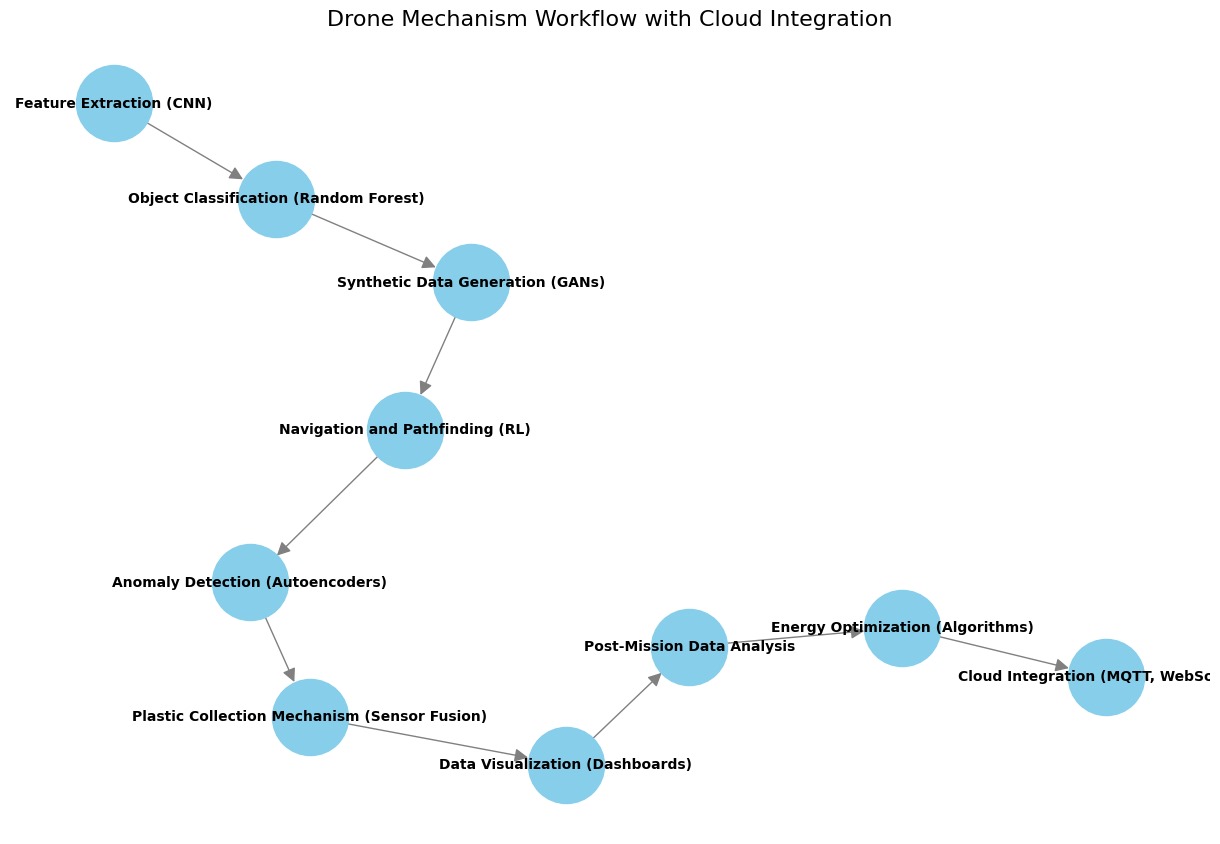 Drone Mechanism Workflow with Cloud Integration
Feature Extraction (CNN)
Object Classification (Random Forest)
Synthetic Data Generation (GANs)
Navigation and Pathfinding (RL)
Anomaly Detection (Autoencoders)
Plastic Collection Mechanism (Sensor Fusion)
Data Visualization (Dashboards)
Post-Mission Data Analysis
Energy Optimization (Algorithms)
Cloud Integration (MQTT,